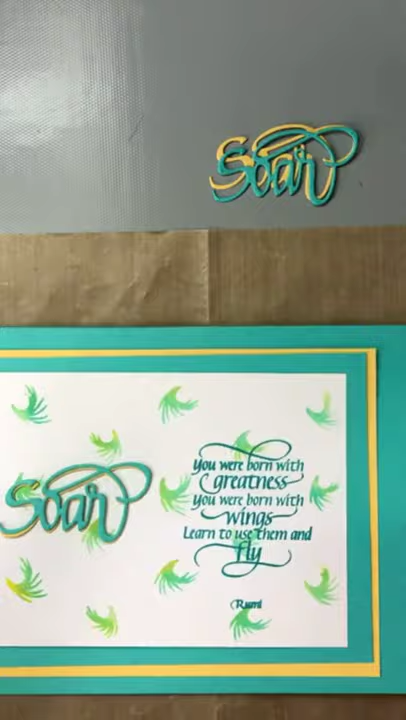 Soar
Soar
You were born with
greatness
You were born with
wings
Learn to use them and
fly
Rumi